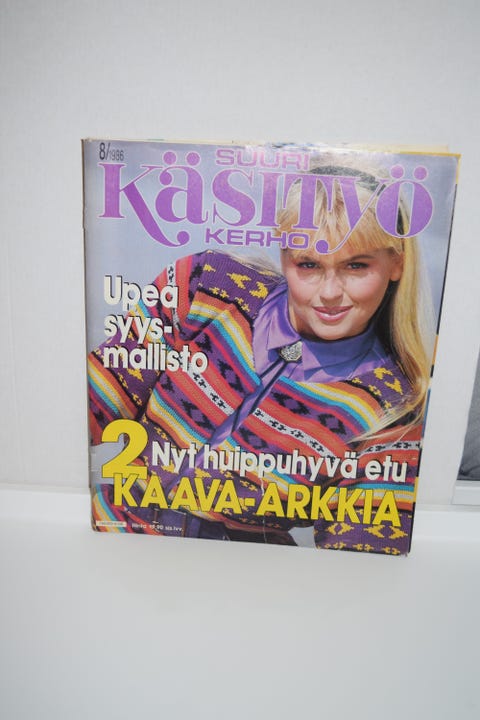 8/1986
SUURI
KÄSITYÖ
KERHO
Upea
syys-
mallisto
2 Nyt huippuhyvä etu
KAAVA-ARKKIA